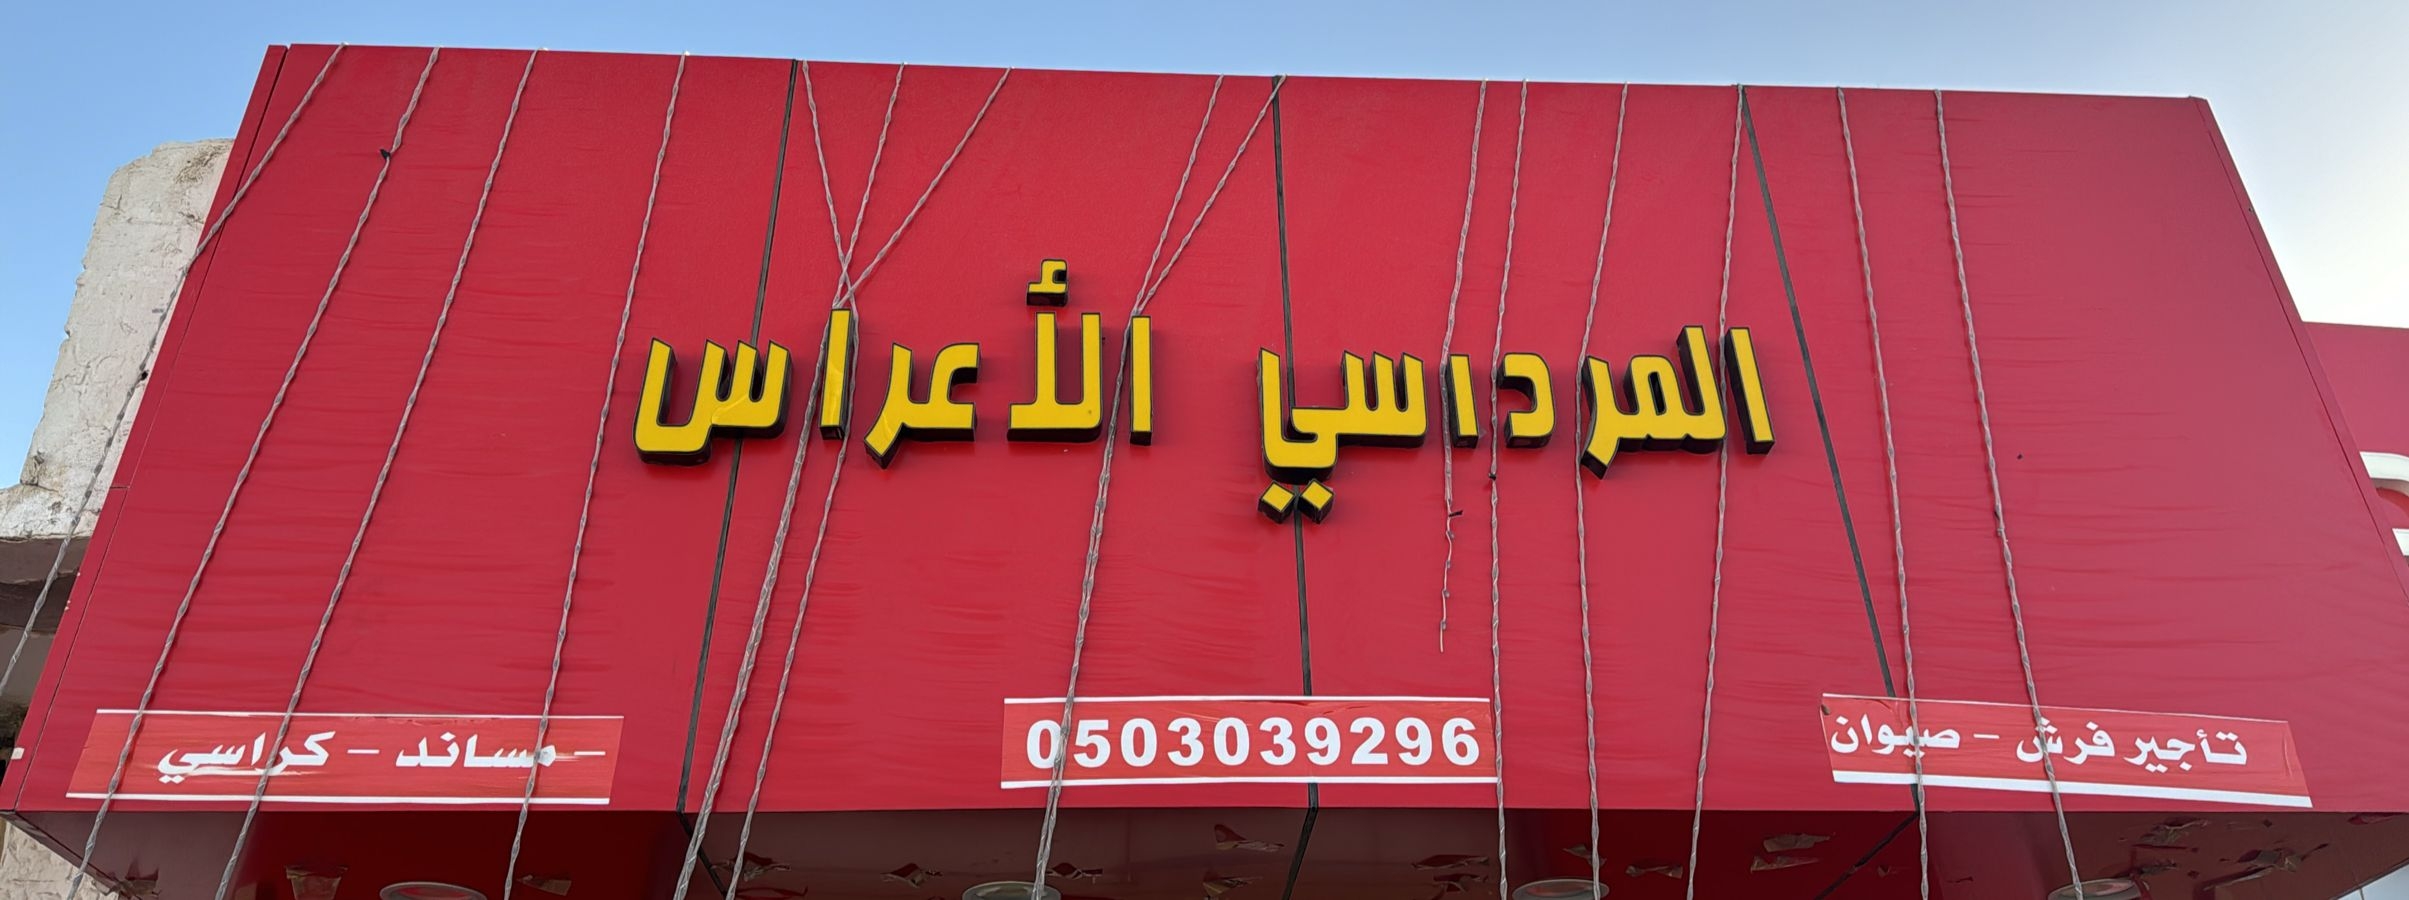 المرداسي الأعراس
تأجير فرش - صيوان
0503039296
- مساند - كراسي